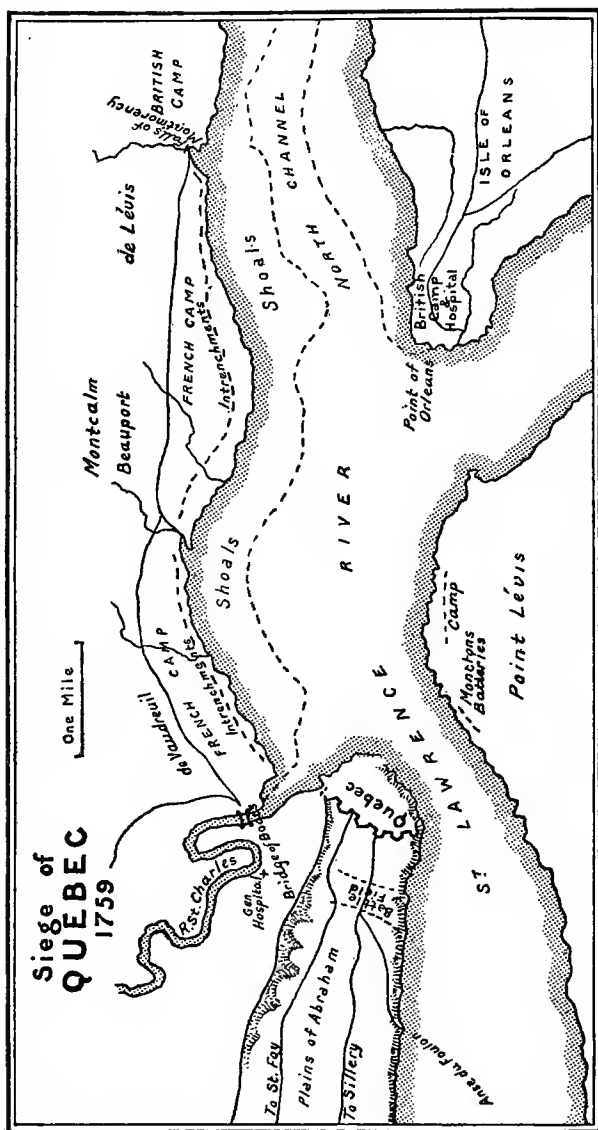 Siege of
QUEBEC
1759
One Mile
R. St. Charles
Gen
Hospital
Bridge of Boats
de Vaudreuil
FRENCH CAMP
Intrenchments
Montcalm
Beauport
FRENCH CAMP
Intrenchments
de Lévis
Falls of
Montmorency
BRITISH
CAMP
Shoals
Shoals
NORTH CHANNEL
RIVER
ST. LAWRENCE
ISLE OF
ORLEANS
British
Camp
&
Hospital
Point of
Orleans
Camp
Monctons
Batteries
Point Lévis
Quebec
Battle
Field
To St. Foy
Plains of Abraham
To Sillery
Anse du Foulon